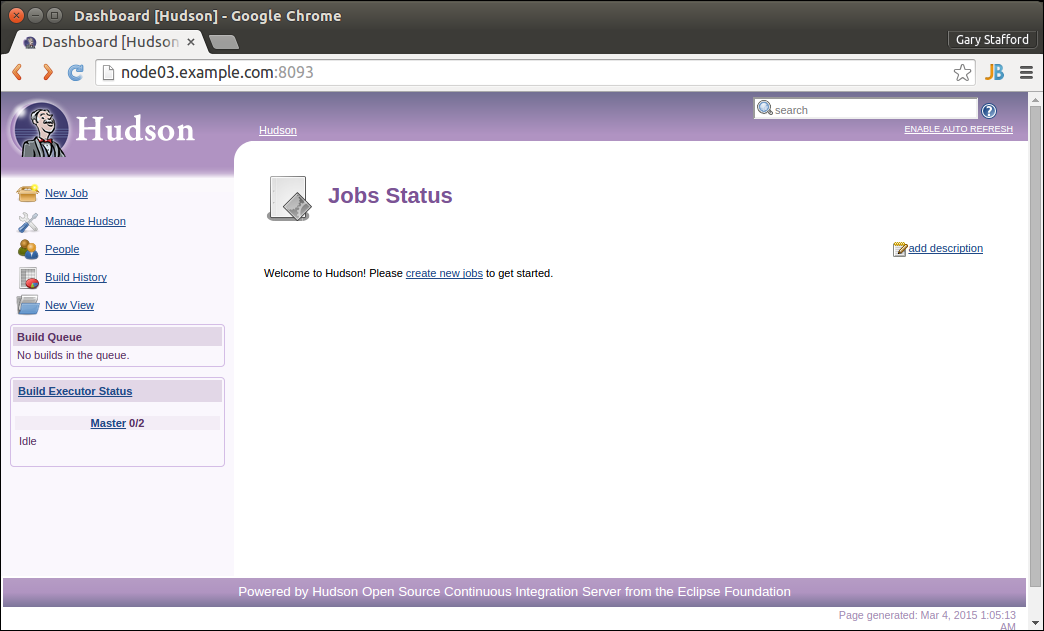 Dashboard [Hudson] - Google Chrome
Dashboard [Hudson
Gary Stafford
node03.example.com:8093
JB
Hudson
Hudson
search
ENABLE AUTO REFRESH
New Job
Manage Hudson
People
Build History
New View
Build Queue
No builds in the queue.
Build Executor Status
Master 0/2
Idle
Jobs Status
add description
Welcome to Hudson! Please create new jobs to get started.
Powered by Hudson Open Source Continuous Integration Server from the Eclipse Foundation
Page generated: Mar 4, 2015 1:05:13
AM